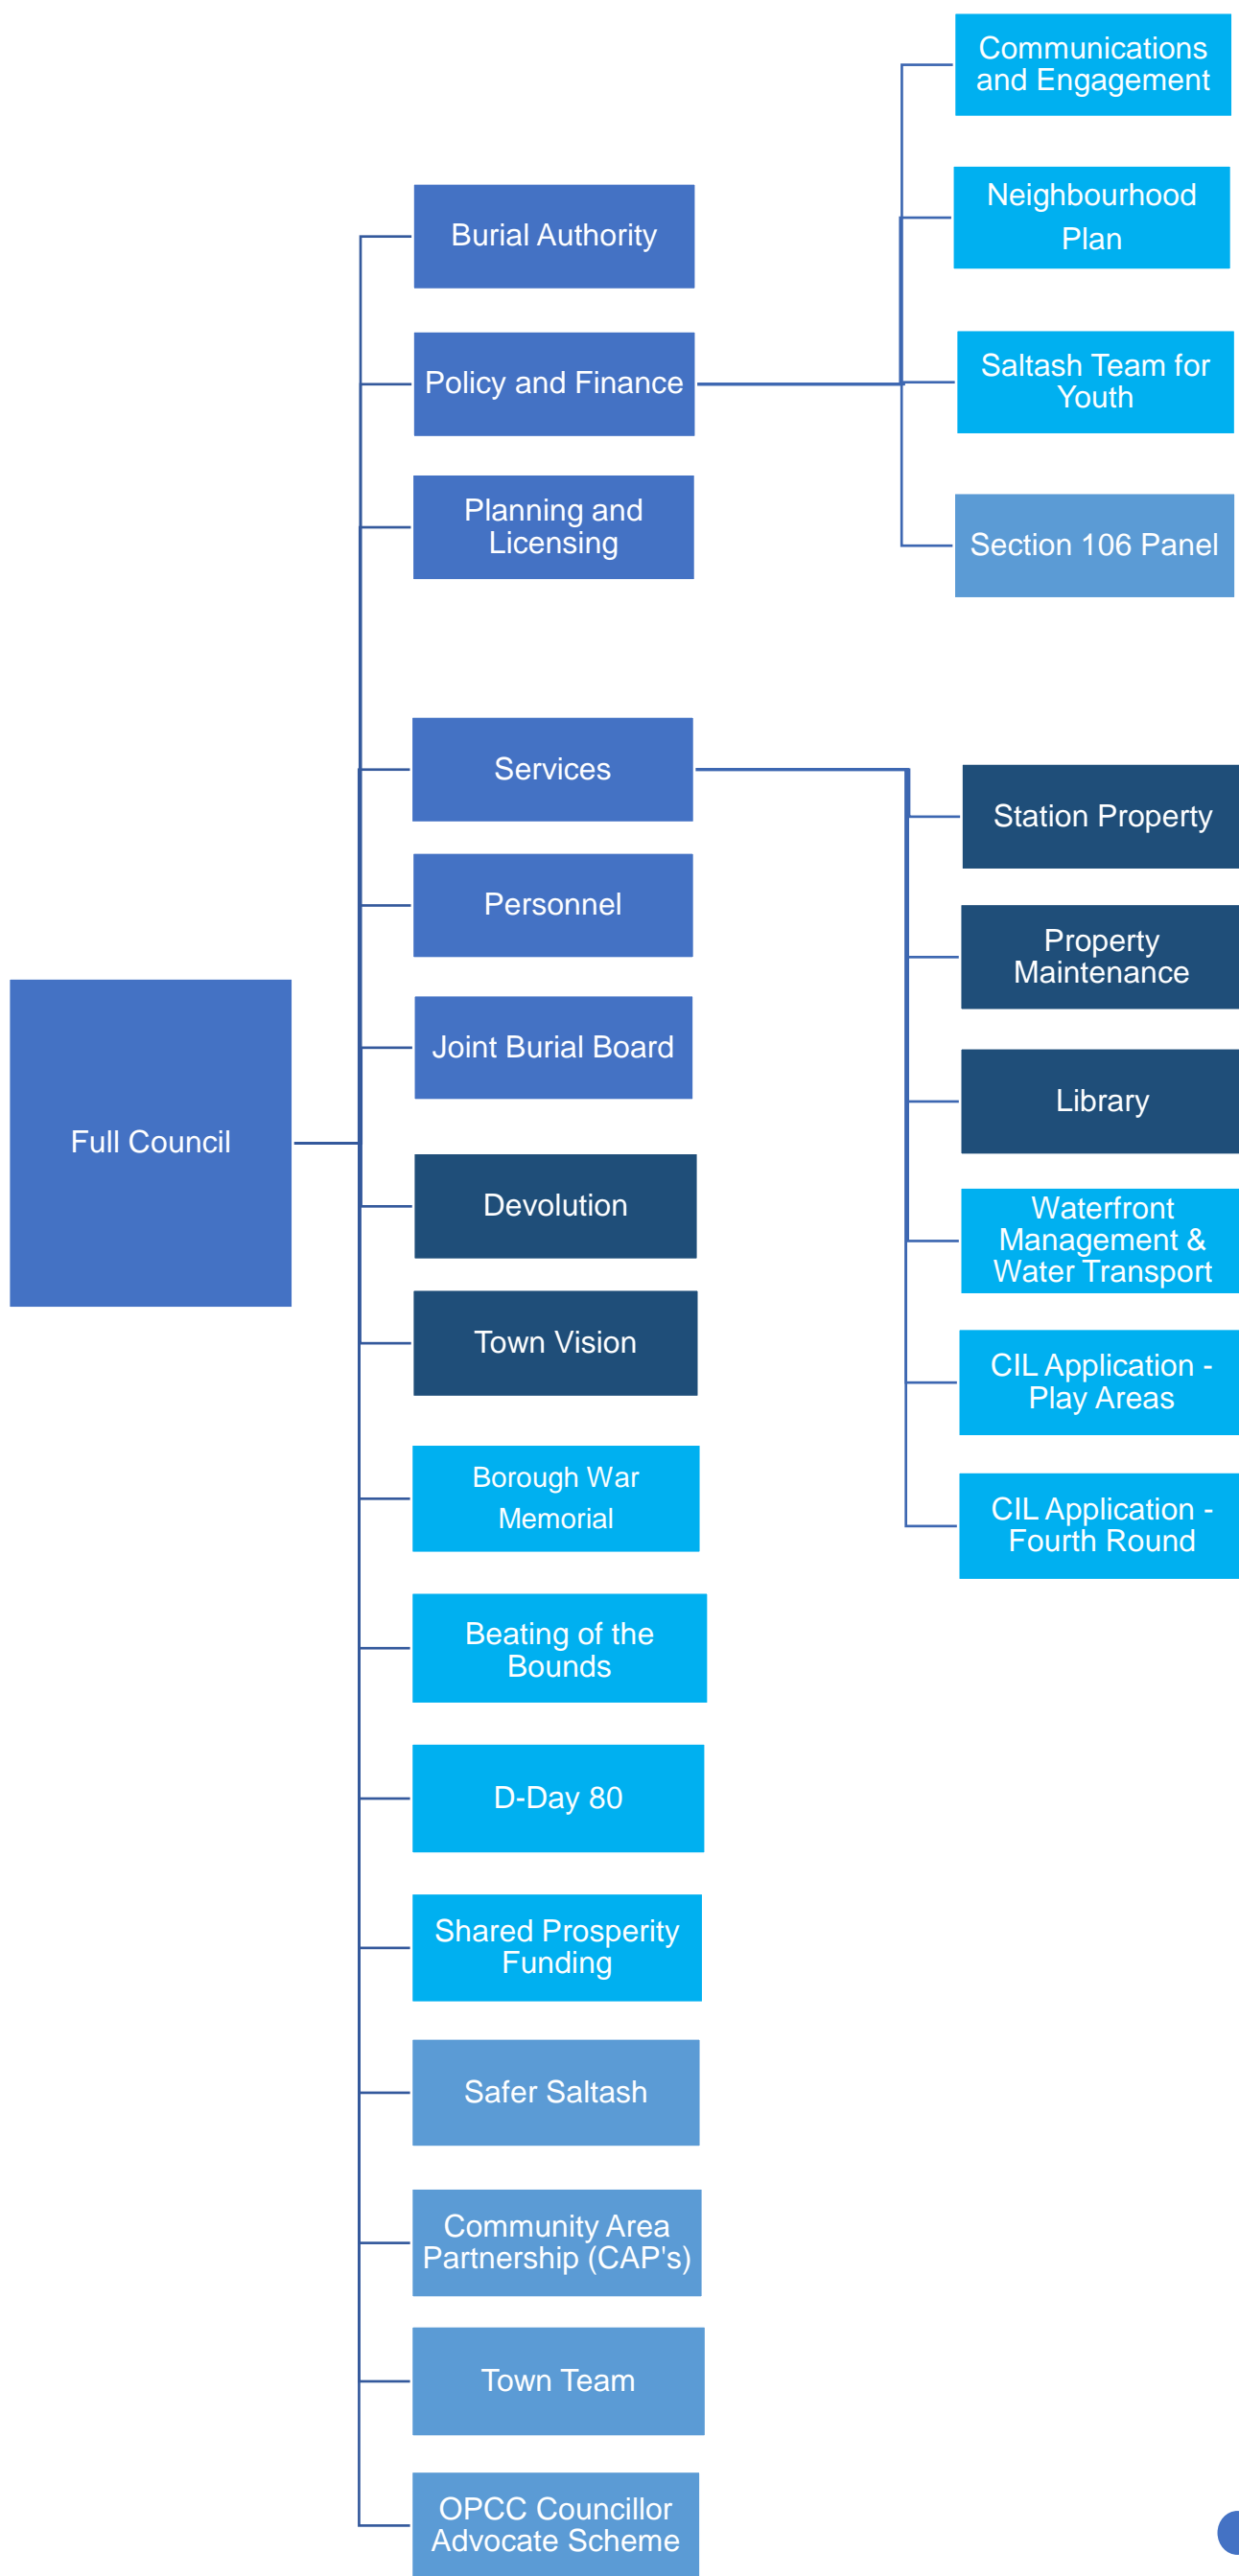 Communications
and Engagement
Neighbourhood
Plan
Burial Authority
Policy and Finance
Saltash Team for
Youth
Planning and
Licensing
Section 106 Panel
Services
Station Property
Personnel
Property
Maintenance
Joint Burial Board
Library
Full Council
Devolution
Waterfront
Management &
Water Transport
Town Vision
CIL Application -
Play Areas
Borough War
Memorial
CIL Application -
Fourth Round
Beating of the
Bounds
D-Day 80
Shared Prosperity
Funding
Safer Saltash
Community Area
Partnership (CAP's)
Town Team
OPCC Councillor
Advocate Scheme